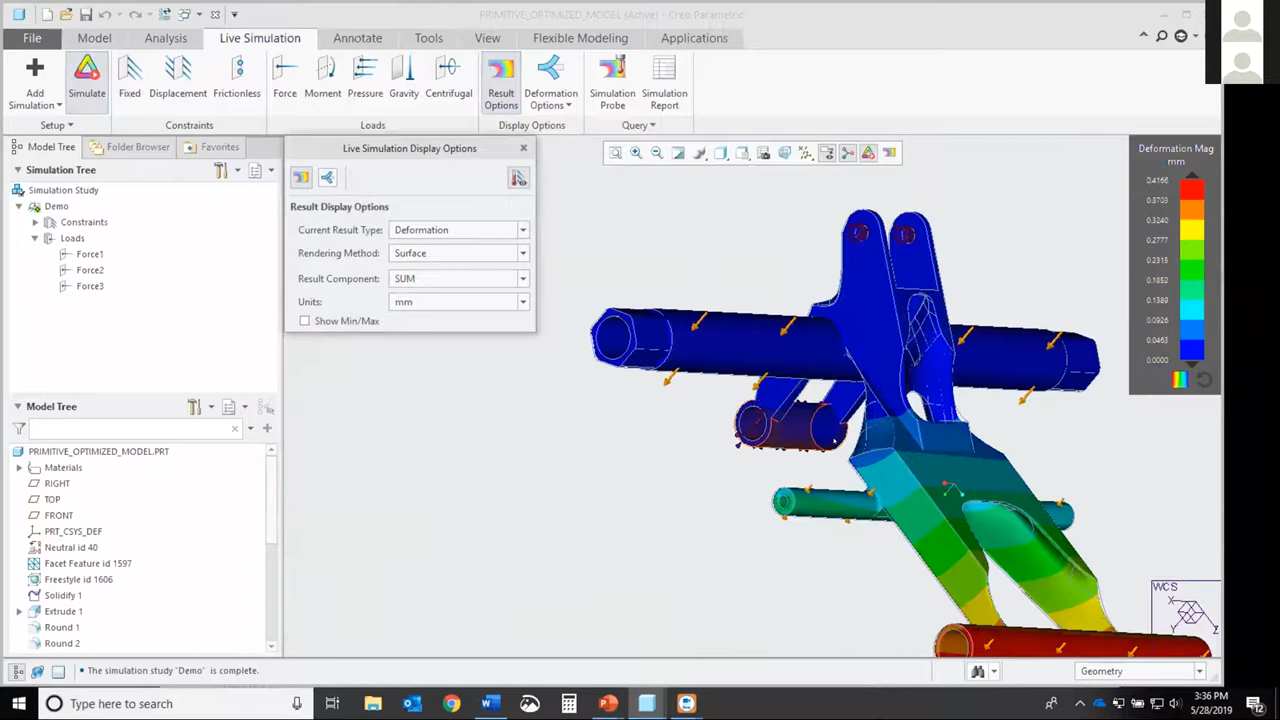 PRIMITIVE_OPTIMIZED_MODEL (Active) - Creo Parametric
File Model Analysis Live Simulation Annotate Tools View Flexible Modeling Applications
Add Simulation
Simulate
Fixed
Displacement
Frictionless
Force
Moment
Pressure
Gravity
Centrifugal
Result Options
Deformation Options
Simulation Probe
Simulation Report
Setup Constraints Loads Display Options Query
Model Tree Folder Browser Favorites
Simulation Tree
Simulation Study
Demo
Constraints
Loads
Force1
Force2
Force3
Live Simulation Display Options
Result Display Options
Current Result Type: Deformation
Rendering Method: Surface
Result Component: SUM
Units: mm
Show Min/Max
Deformation Mag
mm
0.4166
0.3703
0.3240
0.2777
0.2315
0.1852
0.1389
0.0926
0.0463
0.0000
WCS
X
Y
Z
Model Tree
PRIMITIVE_OPTIMIZED_MODEL.PRT
Materials
RIGHT
TOP
FRONT
PRT_CSYS_DEF
Neutral id 40
Facet Feature id 1597
Freestyle id 1606
Solidify 1
Extrude 1
Round 1
Round 2
• The simulation study 'Demo' is complete.
Geometry
Type here to search
3:36 PM
5/28/2019
12